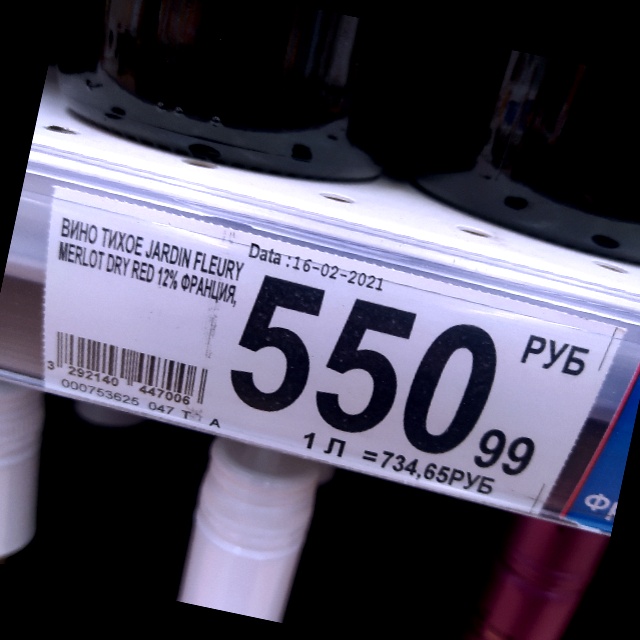 ВИНО ТИХОЕ JARDIN FLEURY
MERLOT DRY RED 12% ФРАНЦИЯ,
Data :16-02-2021
550 99
РУБ
1 Л =734,65РУБ
3 292140 447006
000753625 047 T A